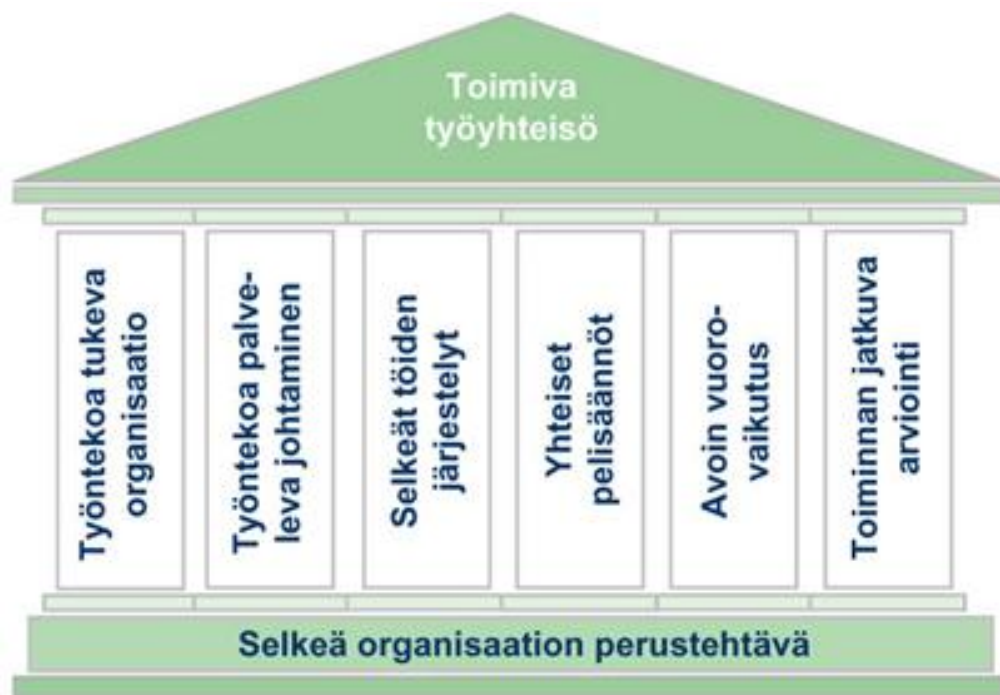 Toimiva
työyhteisö
Työntekoa tukeva
organisaatio
Työntekoa palve-
leva johtaminen
Selkeät töiden
järjestelyt
Yhteiset
pelisäännöt
Avoin vuoro-
vaikutus
Toiminnan jatkuva
arviointi
Selkeä organisaation perustehtävä